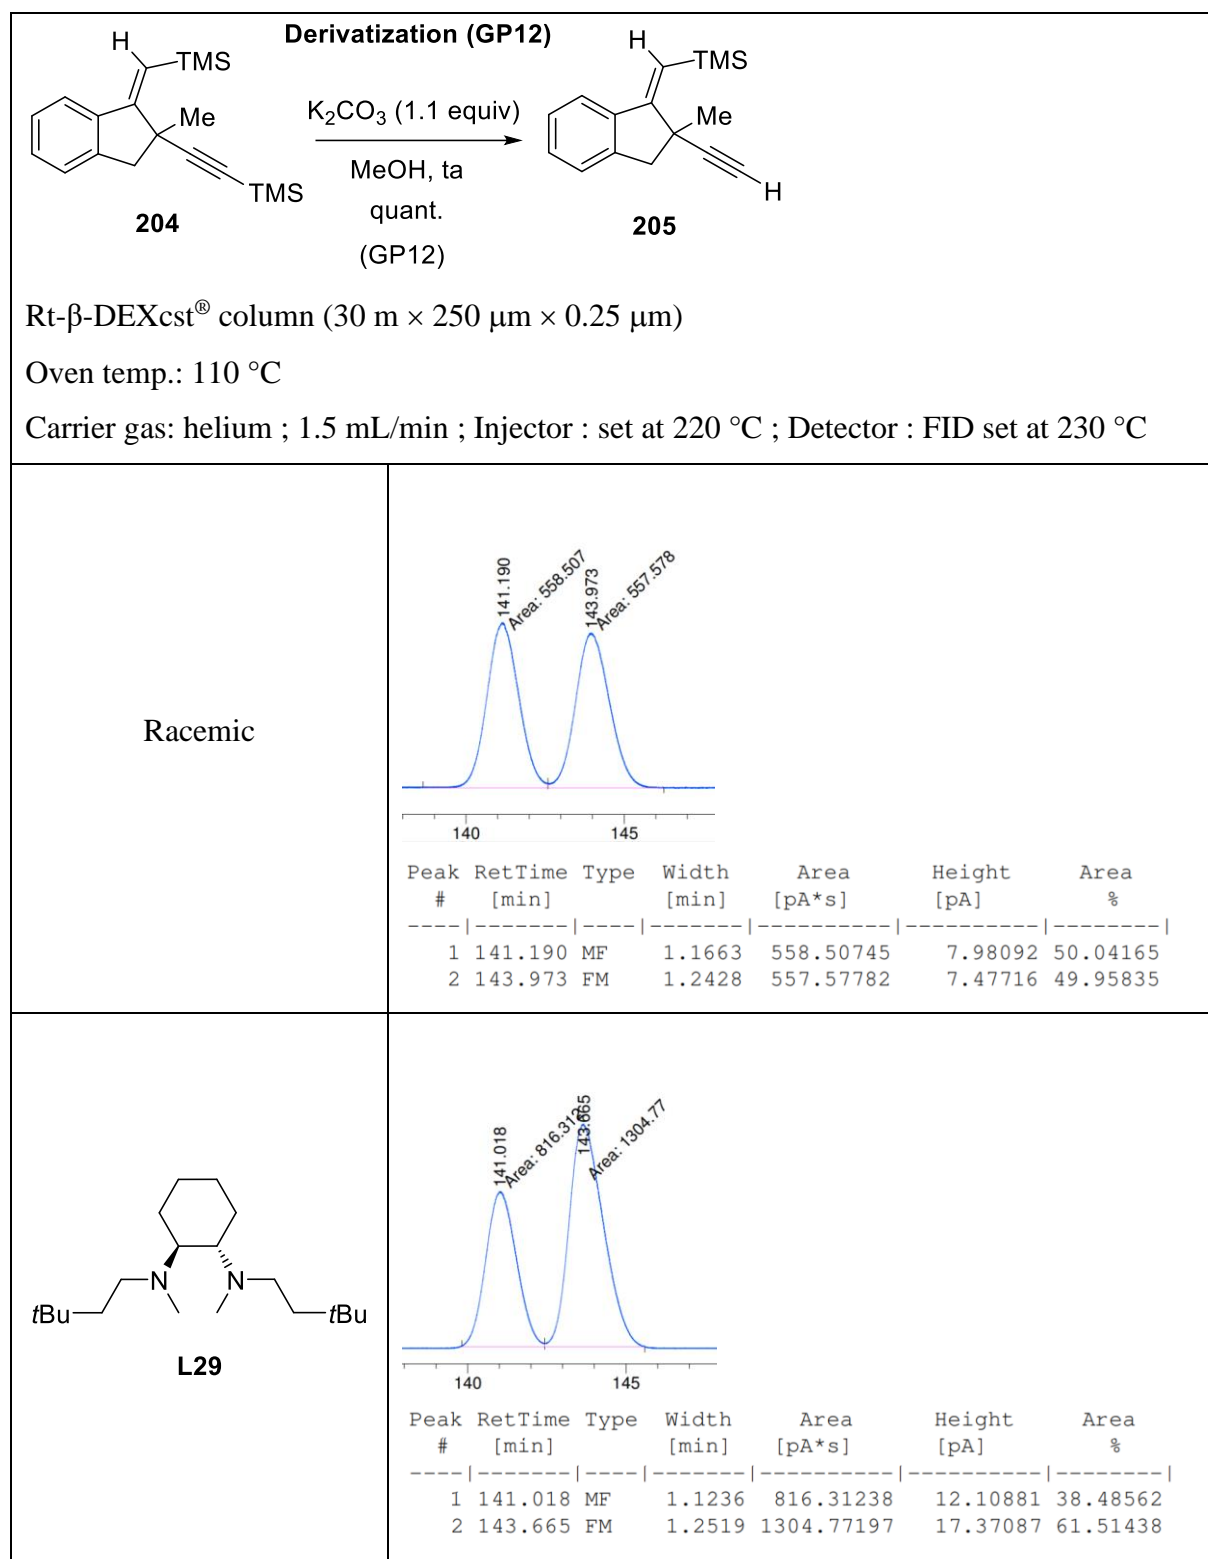 Derivatization (GP12)
H
TMS
Me
TMS
204
K₂CO₃ (1.1 equiv)
MeOH, ta
quant.
(GP12)
H
TMS
Me
H
205
Rt-β-DEXcst® column (30 m × 250 μm × 0.25 μm)
Oven temp.: 110 °C
Carrier gas: helium ; 1.5 mL/min ; Injector : set at 220 °C ; Detector : FID set at 230 °C
Racemic
141.190
Area: 558.507
143.973
Area: 557.578
140 145
Peak RetTime Type Width Area Height Area
# [min] [min] [pA*s] [pA] %
----|-------|----|-------|----------|----------|--------|
1 141.190 MF 1.1663 558.50745 7.98092 50.04165
2 143.973 FM 1.2428 557.57782 7.47716 49.95835
N
N
tBu
tBu
L29
141.018
Area: 816.312
143.665
Area: 1304.77
140 145
Peak RetTime Type Width Area Height Area
# [min] [min] [pA*s] [pA] %
----|-------|----|-------|----------|----------|--------|
1 141.018 MF 1.1236 816.31238 12.10881 38.48562
2 143.665 FM 1.2519 1304.77197 17.37087 61.51438